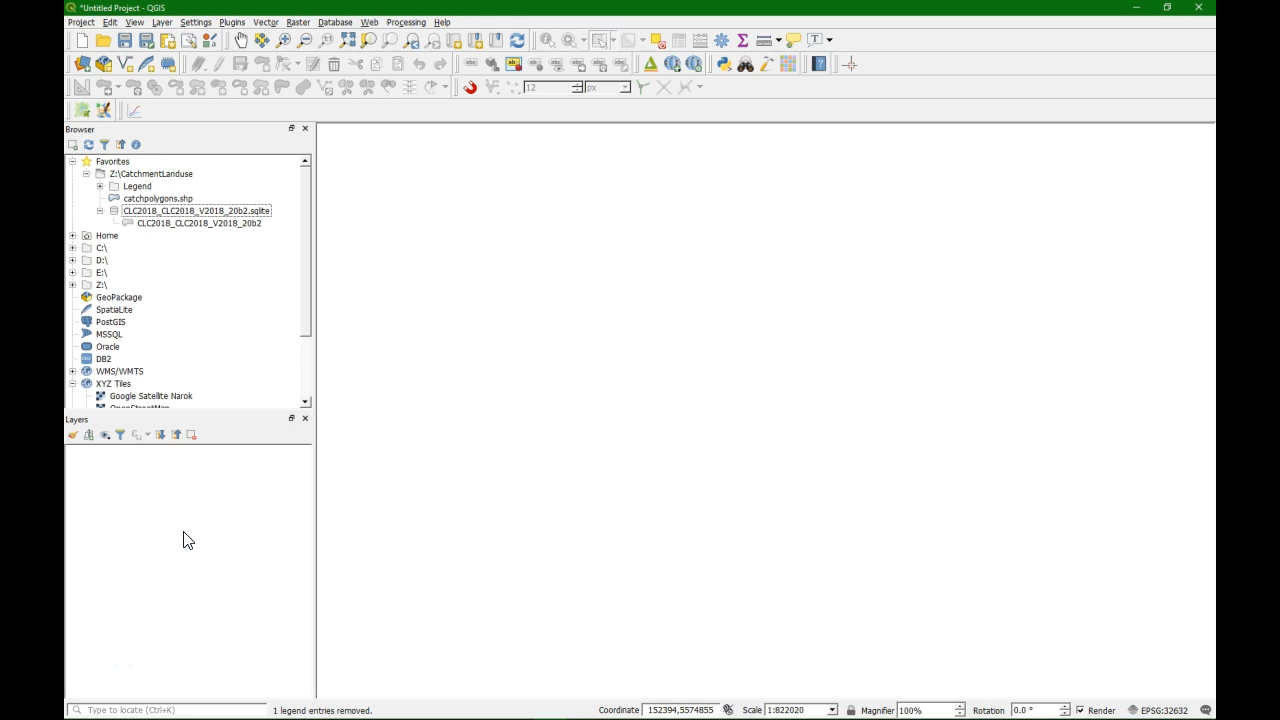 *Untitled Project - QGIS
Project Edit View Layer Settings Plugins Vector Raster Database Web Processing Help
12 px
Browser
Favorites
Z:\CatchmentLanduse
Legend
catchpolygons.shp
CLC2018_CLC2018_V2018_20b2.sqlite
CLC2018_CLC2018_V2018_20b2
Home
C:\
D:\
E:\
Z:\
GeoPackage
SpatiaLite
PostGIS
MSSQL
Oracle
DB2
WMS/WMTS
XYZ Tiles
Google Satellite Narok
OpenStreetMap
Layers
Type to locate (Ctrl+K) 1 legend entries removed. Coordinate 152394,5574855 Scale 1:822020 Magnifier 100% Rotation 0.0 ° Render EPSG:32632